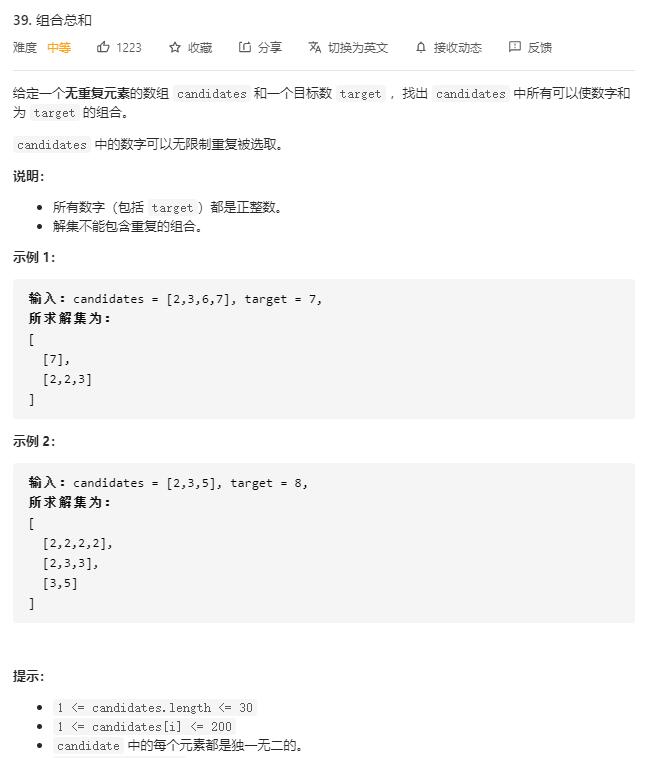 39. 组合总和
难度 中等 1223 收藏 分享 切换为英文 接收动态 反馈
给定一个无重复元素的数组 candidates 和一个目标数 target ，找出 candidates 中所有可以使数字和
为 target 的组合。
candidates 中的数字可以无限制重复被选取。
说明：
所有数字（包括 target）都是正整数。
解集不能包含重复的组合。
示例 1：
输入：candidates = [2,3,6,7], target = 7,
所求解集为：
[
[7],
[2,2,3]
]
示例 2：
输入：candidates = [2,3,5], target = 8,
所求解集为：
[
[2,2,2,2],
[2,3,3],
[3,5]
]
提示：
1 <= candidates.length <= 30
1 <= candidates[i] <= 200
candidate 中的每个元素都是独一无二的。